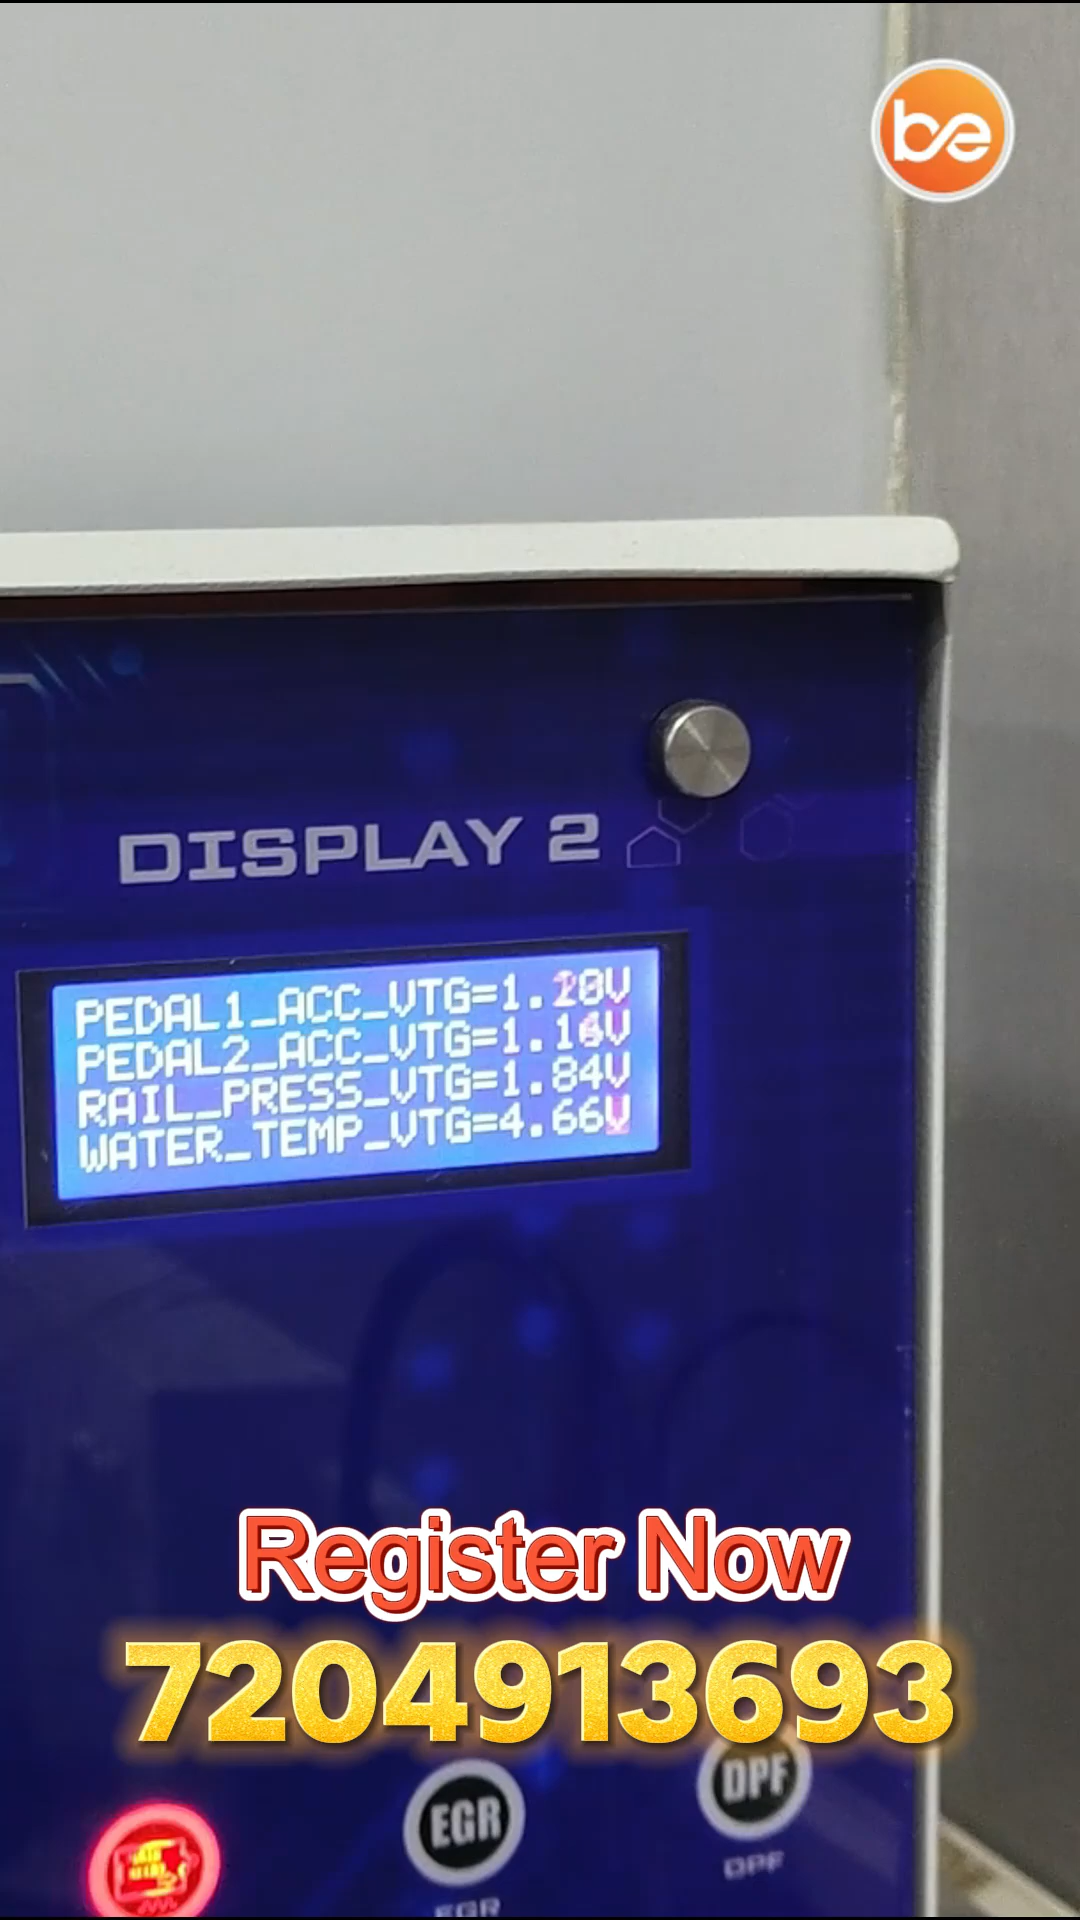 be
DISPLAY 2
PEDAL1_ACC_VTG=1.20V
PEDAL2_ACC_VTG=1.16V
RAIL_PRESS_VTG=1.84V
WATER_TEMP_VTG=4.66V
Register Now
7204913693
EGR
DPF
DPF
EGR